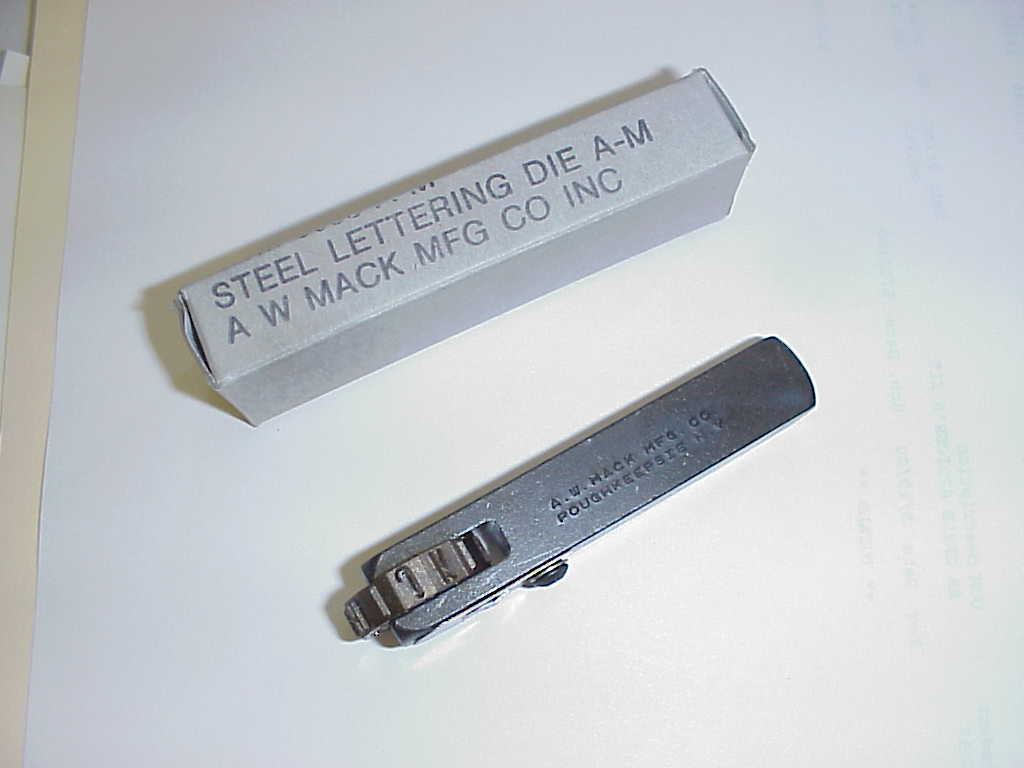 STEEL LETTERING DIE A-M
A W MACK MFG CO INC
A.W. MACK MFG. CO.
POUGHKEEPSIE N.Y.
J
K